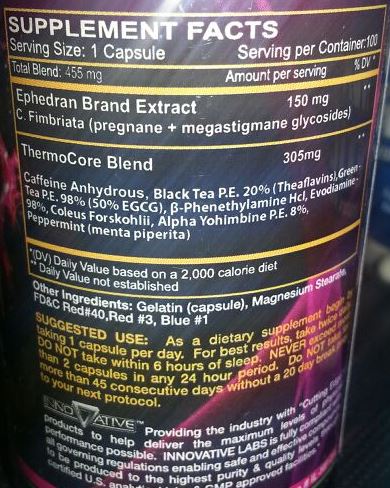 SUPPLEMENT FACTS
Serving Size: 1 Capsule Serving per Container:100
Total Blend: 455 mg Amount per serving %DV*
Ephedran Brand Extract 150 mg **
C. Fimbriata (pregnane + megastigmane glycosides)
ThermoCore Blend 305mg **
Caffeine Anhydrous, Black Tea P.E. 20% (Theaflavins),Green-
Tea P.E. 98% (50% EGCG), β-Phenethylamine Hcl, Evodiamine-
98%, Coleus Forskohlii, Alpha Yohimbine P.E. 8%,
Peppermint (menta piperita)
*(DV) Daily Value based on a 2,000 calorie diet
** Daily Value not established
Other Ingredients: Gelatin (capsule), Magnesium Stearate,
FD&C Red#40,Red #3, Blue #1
SUGGESTED USE: As a dietary supplement begin by
taking 1 capsule per day. For best results, take twice daily
DO NOT take within 6 hours of sleep. NEVER exceed more
than 2 capsules in any 24 hour period. Do NOT take
more than 45 consecutive days without a 20 day break
to your next protocol.
INNOVATIVE™ Providing the industry with "Cutting Edge
products to help deliver the maximum levels of
performance possible. INNOVATIVE LABS is fully compliant
all governing regulations enabling safe and effective
to be produced to the highest purity & quality levels
certified U.S. GMP approved facilities.